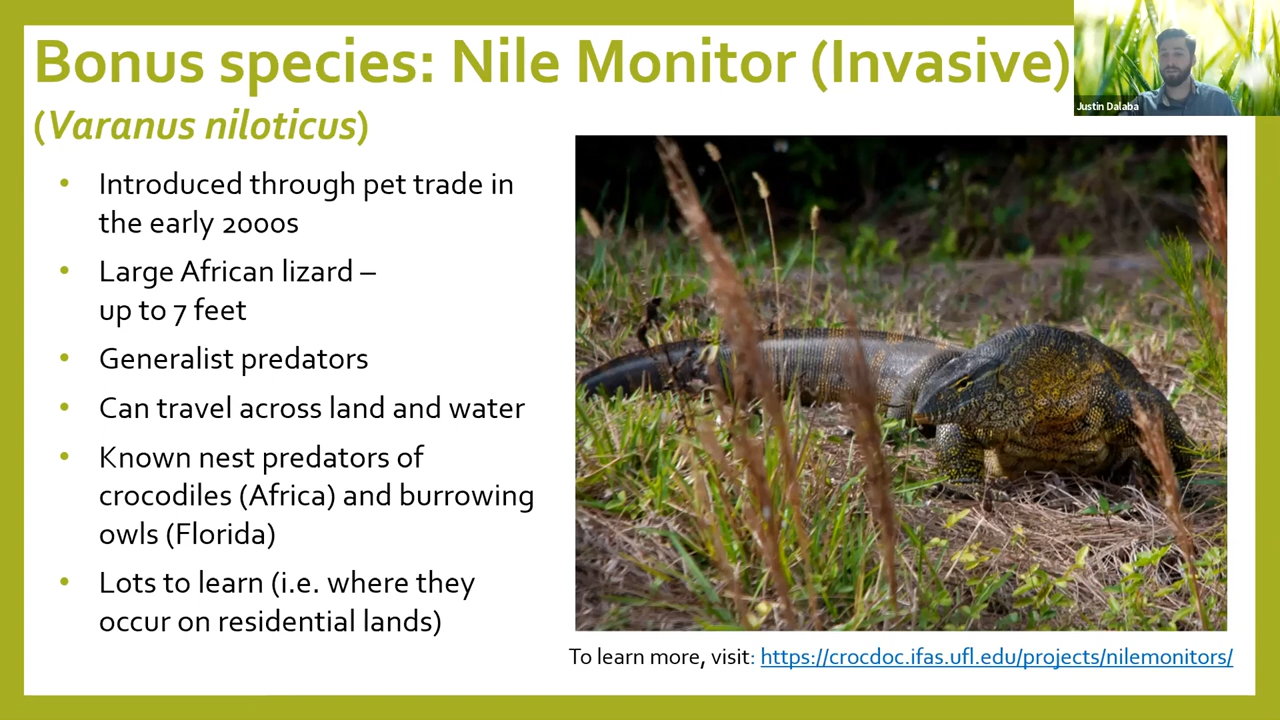 Bonus species: Nile Monitor (Invasive)
Justin Dalaba
(Varanus niloticus)
• Introduced through pet trade in
the early 2000s
• Large African lizard –
up to 7 feet
• Generalist predators
• Can travel across land and water
• Known nest predators of
crocodiles (Africa) and burrowing
owls (Florida)
• Lots to learn (i.e. where they
occur on residential lands)
To learn more, visit: https://crocdoc.ifas.ufl.edu/projects/nilemonitors/